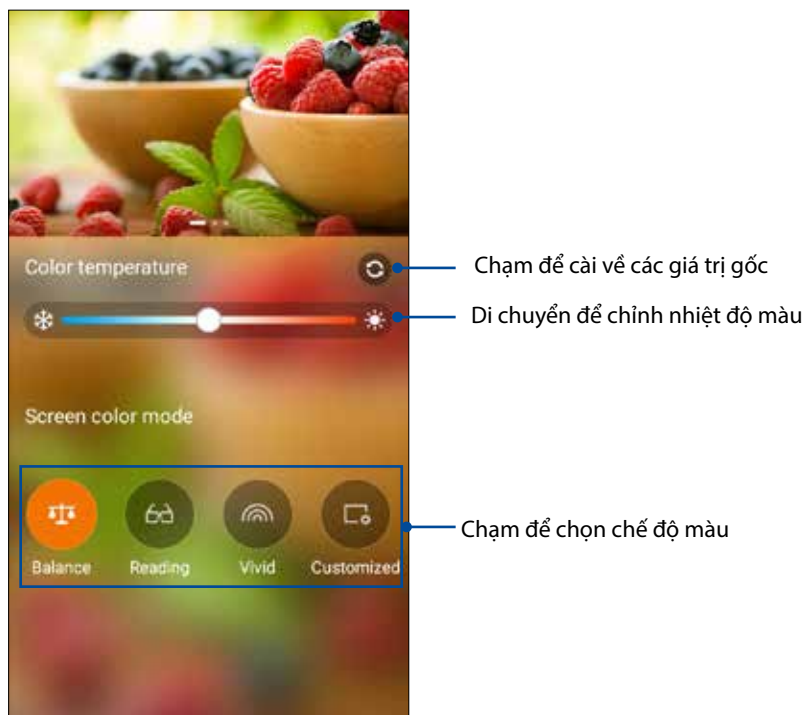 Color temperature
Chạm để cài về các giá trị gốc
Di chuyển để chỉnh nhiệt độ màu
Screen color mode
Chạm để chọn chế độ màu
Balance Reading Vivid Customized